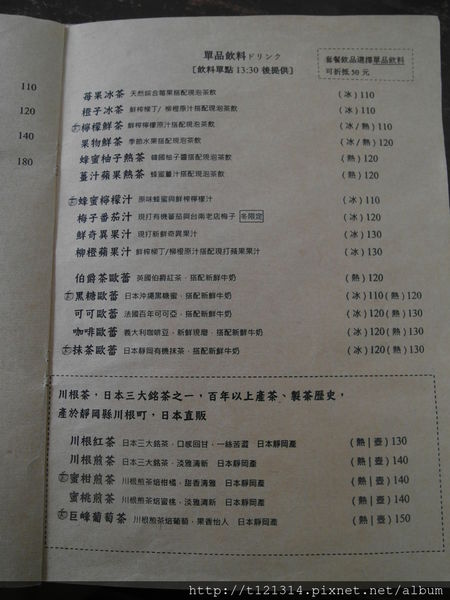 110
120
140
180
單品飲料ドリンク
[飲料單點 13:30 後提供]
套餐飲品選擇單品飲料
可折抵 50 元
莓果冰茶 天然綜合莓果搭配現泡茶飲 (冰) 110
橙子冰茶 鮮榨柳丁/ 柳橙原汁搭配現泡茶飲 (冰) 110
檸檬鮮茶 鮮榨檸檬原汁搭配現泡茶飲 (冰/熱) 110
果物鮮茶 季節水果搭配現泡茶飲 (冰/熱) 120
蜂蜜柚子熱茶 韓國柚子醬搭配現泡茶飲 (熱) 120
薑汁蘋果熱茶 蜂蜜薑汁搭配現泡茶飲 (熱) 120
蜂蜜檸檬汁 原味蜂蜜與鮮榨檸檬汁 (冰) 110
梅子番茄汁 現打有機番茄與台南老店梅子 冬限定 (冰) 120
鮮奇異果汁 現打新鮮奇異果汁 (冰) 130
柳橙蘋果汁 鮮榨柳丁/柳橙原汁搭配現打蘋果果汁 (冰) 130
伯爵茶歐蕾 英國伯爵紅茶．搭配新鮮牛奶 (熱) 120
黑糖歐蕾 日本沖繩黑糖蜜．搭配新鮮牛奶 (冰)110(熱) 120
可可歐蕾 法國百年可可亞．搭配新鮮牛奶 (冰)120(熱) 130
咖啡歐蕾 義大利咖啡豆，新鮮現磨．搭配新鮮牛奶 (冰)120(熱) 130
抹茶歐蕾 日本靜岡有機抹茶．搭配新鮮牛奶 (冰)120(熱) 130
川根茶，日本三大銘茶之一，百年以上產茶、製茶歷史，
產於靜岡縣川根町，日本直販
川根紅茶 日本三大銘茶．口感回甘，一絲苦澀 日本靜岡產 (熱|壺) 130
川根煎茶 日本三大銘茶．淡雅清新 日本靜岡產 (熱|壺) 140
蜜柑煎茶 川根煎茶焙柑橘，甜香清雅 日本靜岡產 (熱|壺) 140
蜜桃煎茶 川根煎茶焙蜜桃，淡雅清新 日本靜岡產 (熱|壺) 140
巨峰葡萄茶 川根煎茶焙葡萄，果香怡人 日本靜岡產 (熱|壺) 150
http://t121314.pixnet.net/album